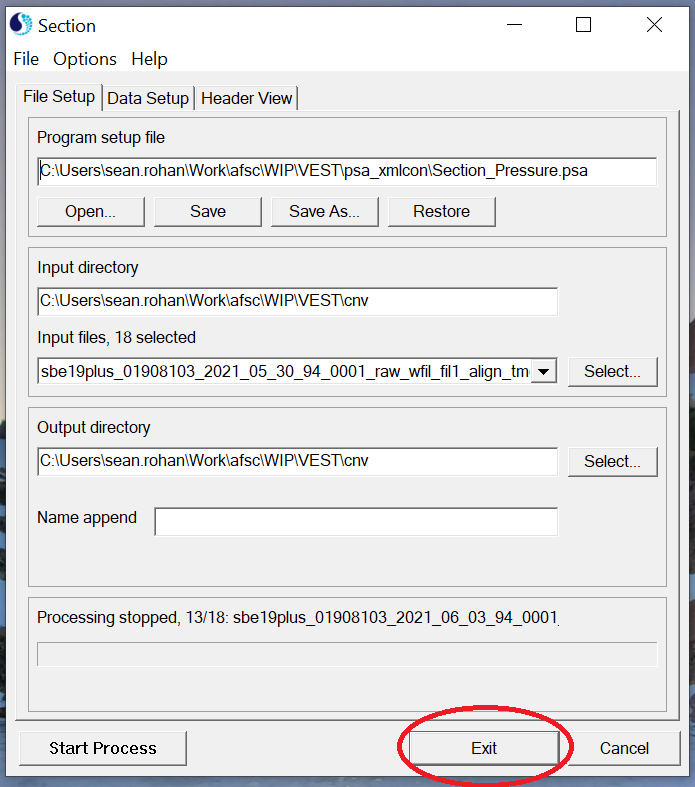 Section
File Options Help
File Setup Data Setup Header View
Program setup file
C:\Users\sean.rohan\Work\afsc\WIP\VEST\psa_xmlcon\Section_Pressure.psa
Open... Save Save As... Restore
Input directory
C:\Users\sean.rohan\Work\afsc\WIP\VEST\cnv
Input files, 18 selected
sbe19plus_01908103_2021_05_30_94_0001_raw_wfil_fil1_align_tm Select...
Output directory
C:\Users\sean.rohan\Work\afsc\WIP\VEST\cnv Select...
Name append
Processing stopped, 13/18: sbe19plus_01908103_2021_06_03_94_0001_
Start Process Exit Cancel